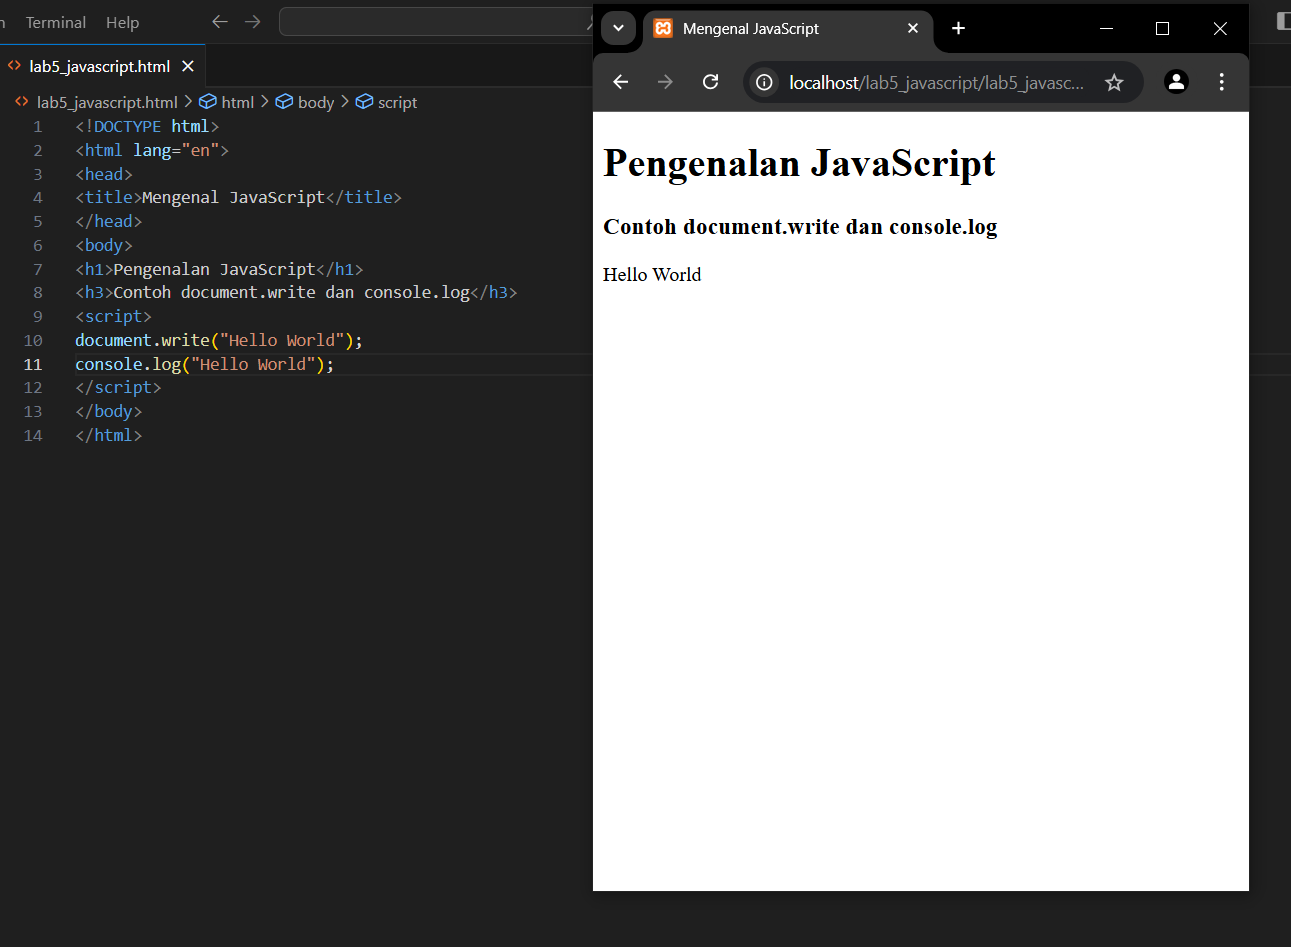 Terminal Help
lab5_javascript.html
lab5_javascript.html > html > body > script
1 <!DOCTYPE html>
2 <html lang="en">
3 <head>
4 <title>Mengenal JavaScript</title>
5 </head>
6 <body>
7 <h1>Pengenalan JavaScript</h1>
8 <h3>Contoh document.write dan console.log</h3>
9 <script>
10 document.write("Hello World");
11 console.log("Hello World");
12 </script>
13 </body>
14 </html>
Mengenal JavaScript
localhost/lab5_javascript/lab5_javasc...
Pengenalan JavaScript
Contoh document.write dan console.log
Hello World